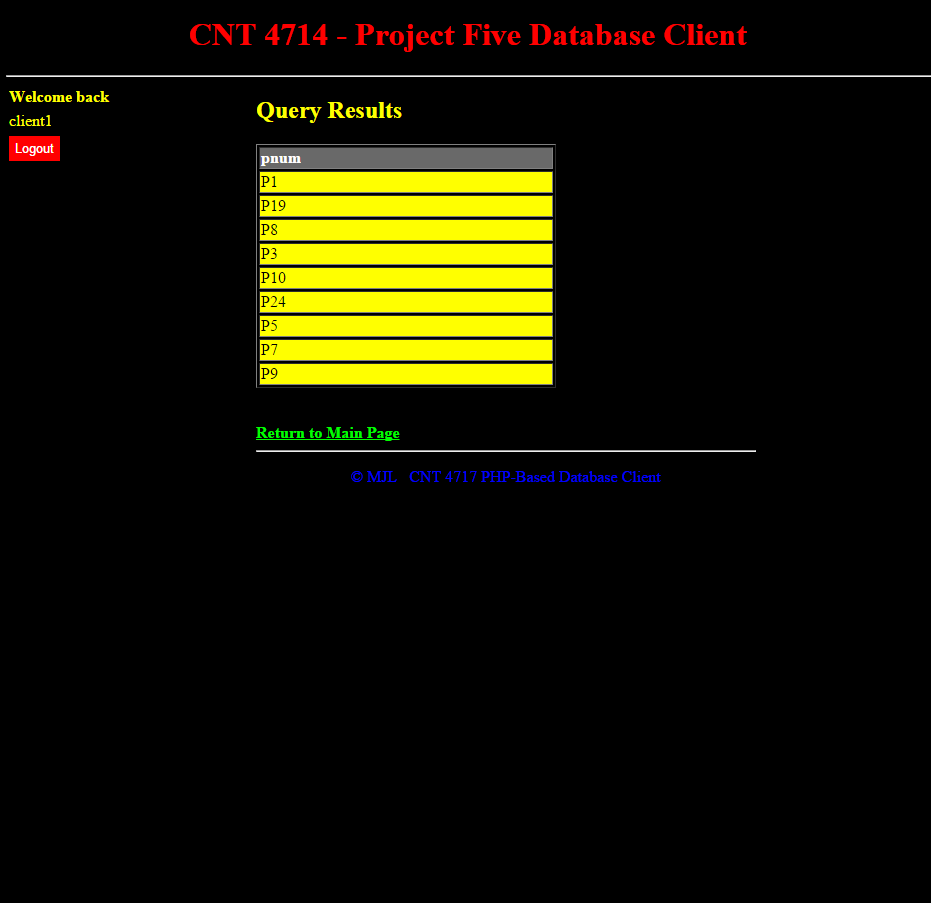 CNT 4714 - Project Five Database Client
Welcome back
client1
Logout
Query Results
pnum
P1
P19
P8
P3
P10
P24
P5
P7
P9
Return to Main Page
© MJL CNT 4717 PHP-Based Database Client